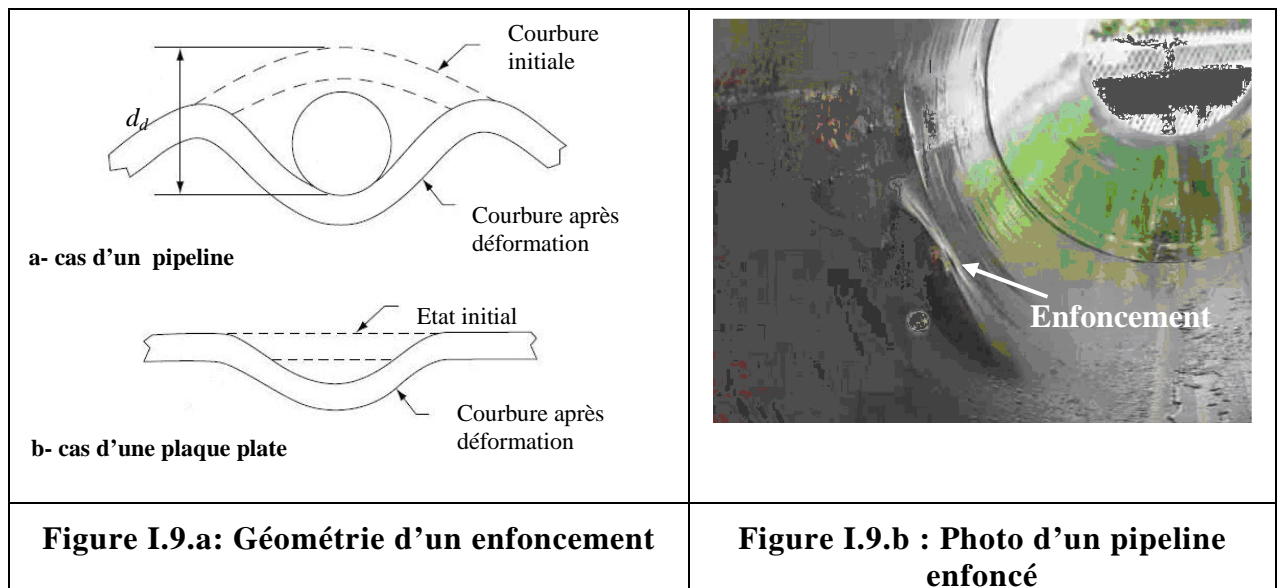 Courbure
initiale
d_d
Courbure après
déformation
a- cas d’un pipeline
Etat initial
Courbure après
déformation
b- cas d’une plaque plate
Enfoncement
Figure I.9.a: Géométrie d’un enfoncement
Figure I.9.b : Photo d’un pipeline
enfoncé